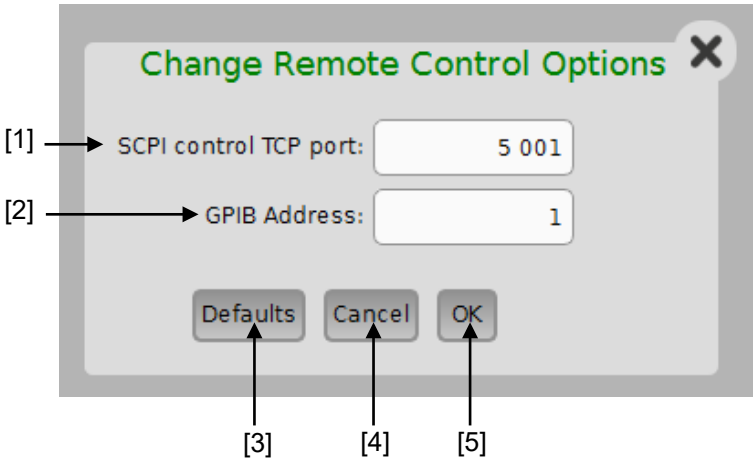 Change Remote Control Options
[1] SCPI control TCP port: 5 001
[2] GPIB Address: 1
Defaults Cancel OK
[3] [4] [5]